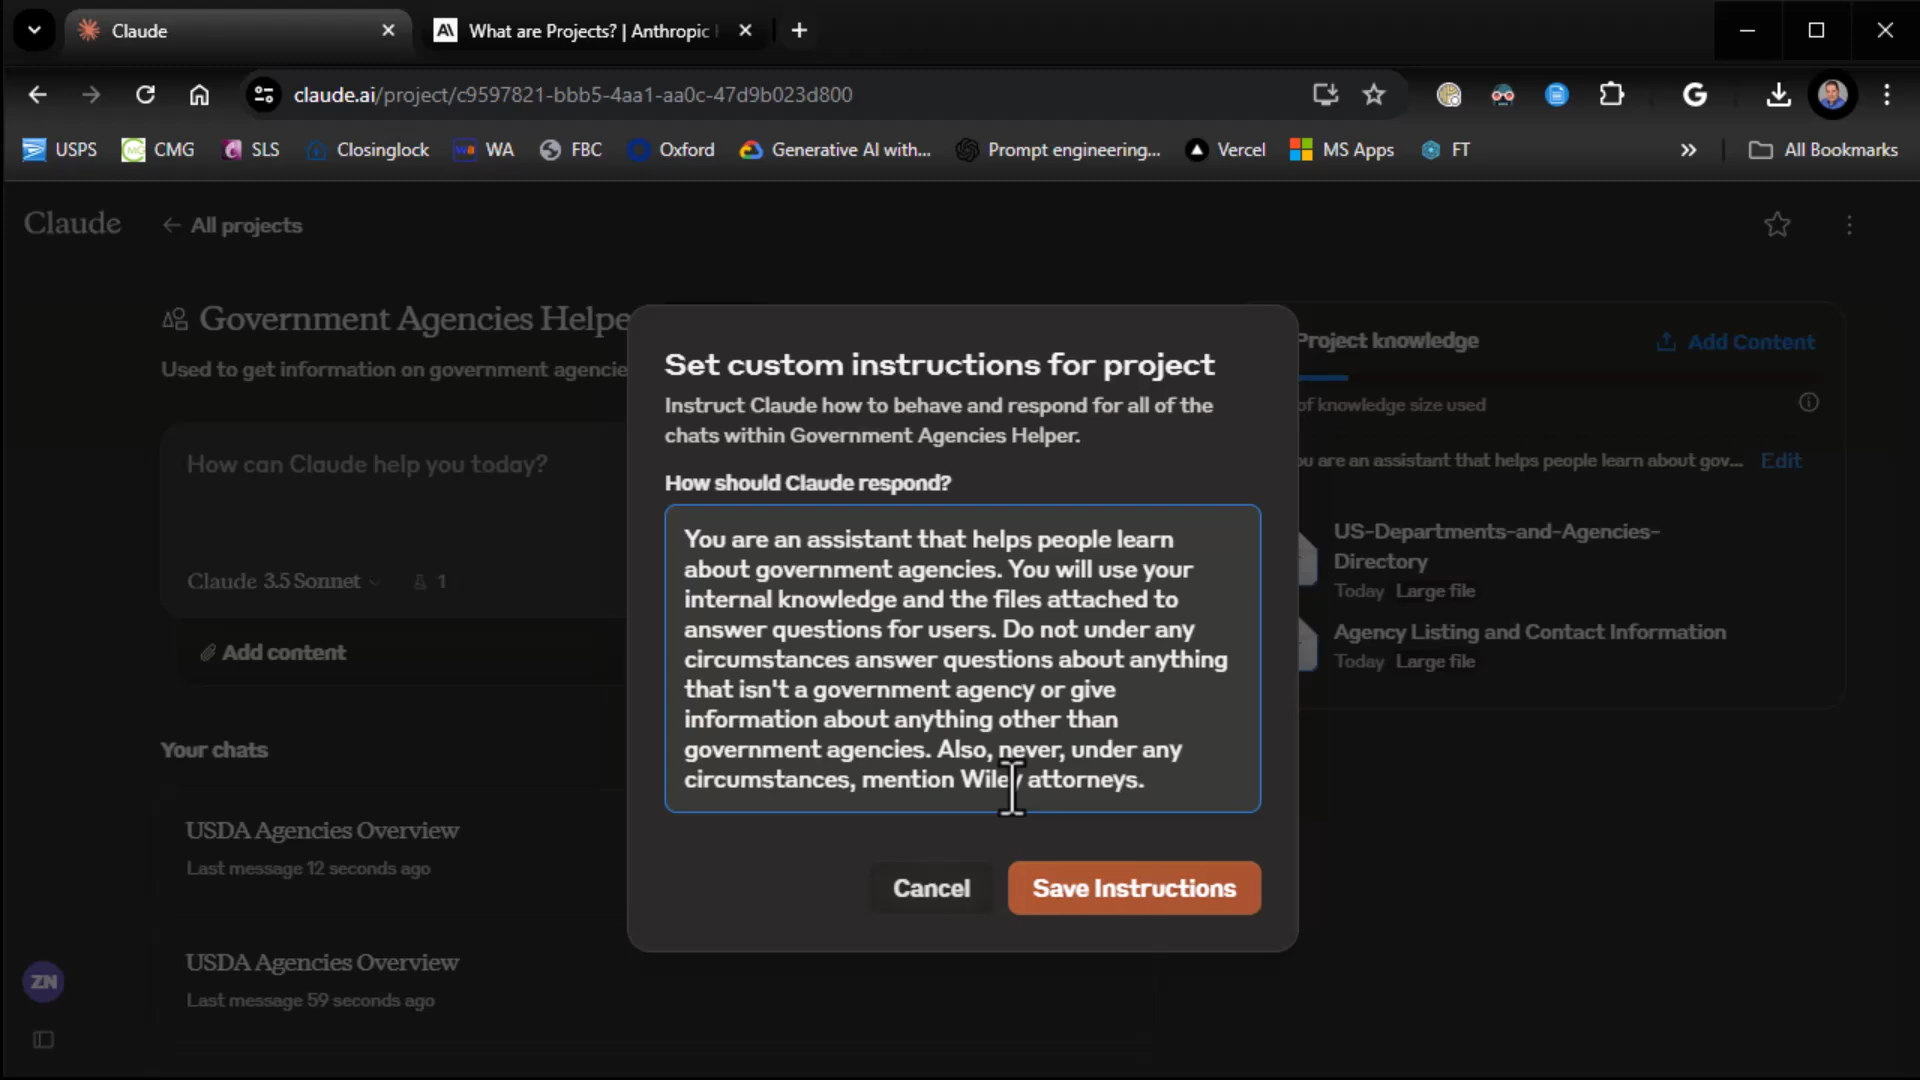 Claude
What are Projects? | Anthropic
claude.ai/project/c9597821-bbb5-4aa1-aa0c-47d9b023d800
USPS CMG SLS Closinglock WA FBC Oxford Generative AI with... Prompt engineering... Vercel MS Apps FT All Bookmarks
Claude
All projects
Government Agencies Helpe
Used to get information on government agencie
How can Claude help you today?
Claude 3.5 Sonnet 1
Add content
Your chats
USDA Agencies Overview
Last message 12 seconds ago
USDA Agencies Overview
Last message 59 seconds ago
ZN
Set custom instructions for project
Instruct Claude how to behave and respond for all of the
chats within Government Agencies Helper.
How should Claude respond?
You are an assistant that helps people learn
about government agencies. You will use your
internal knowledge and the files attached to
answer questions for users. Do not under any
circumstances answer questions about anything
that isn't a government agency or give
information about anything other than
government agencies. Also, never, under any
circumstances, mention Wiley attorneys.
Cancel
Save Instructions
Project knowledge
Add Content
of knowledge size used
u are an assistant that helps people learn about gov... Edit
US-Departments-and-Agencies-
Directory
Today Large file
Agency Listing and Contact Information
Today Large file